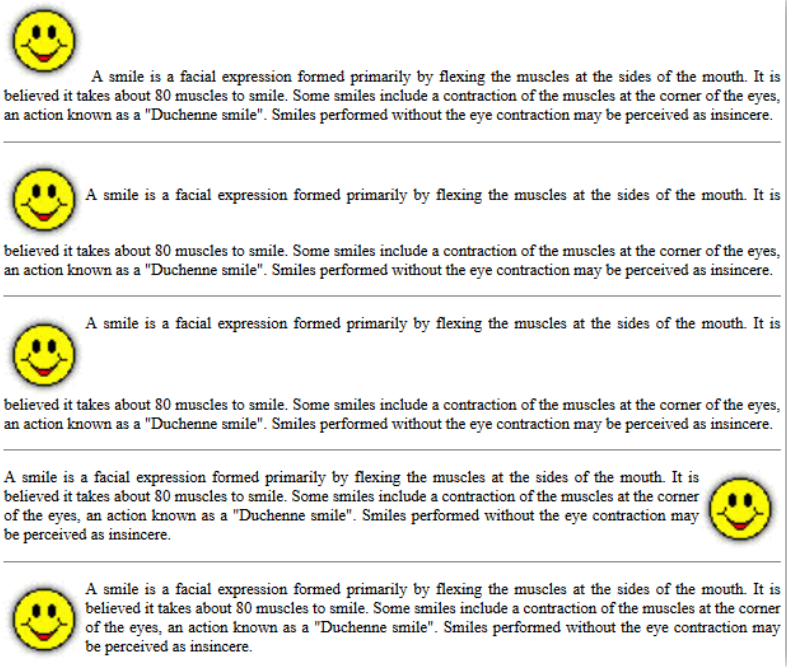 A smile is a facial expression formed primarily by flexing the muscles at the sides of the mouth. It is
believed it takes about 80 muscles to smile. Some smiles include a contraction of the muscles at the corner of the eyes,
an action known as a "Duchenne smile". Smiles performed without the eye contraction may be perceived as insincere.
A smile is a facial expression formed primarily by flexing the muscles at the sides of the mouth. It is
believed it takes about 80 muscles to smile. Some smiles include a contraction of the muscles at the corner of the eyes,
an action known as a "Duchenne smile". Smiles performed without the eye contraction may be perceived as insincere.
A smile is a facial expression formed primarily by flexing the muscles at the sides of the mouth. It is
believed it takes about 80 muscles to smile. Some smiles include a contraction of the muscles at the corner of the eyes,
an action known as a "Duchenne smile". Smiles performed without the eye contraction may be perceived as insincere.
A smile is a facial expression formed primarily by flexing the muscles at the sides of the mouth. It is
believed it takes about 80 muscles to smile. Some smiles include a contraction of the muscles at the corner
of the eyes, an action known as a "Duchenne smile". Smiles performed without the eye contraction may
be perceived as insincere.
A smile is a facial expression formed primarily by flexing the muscles at the sides of the mouth. It is
believed it takes about 80 muscles to smile. Some smiles include a contraction of the muscles at the corner
of the eyes, an action known as a "Duchenne smile". Smiles performed without the eye contraction may
be perceived as insincere.